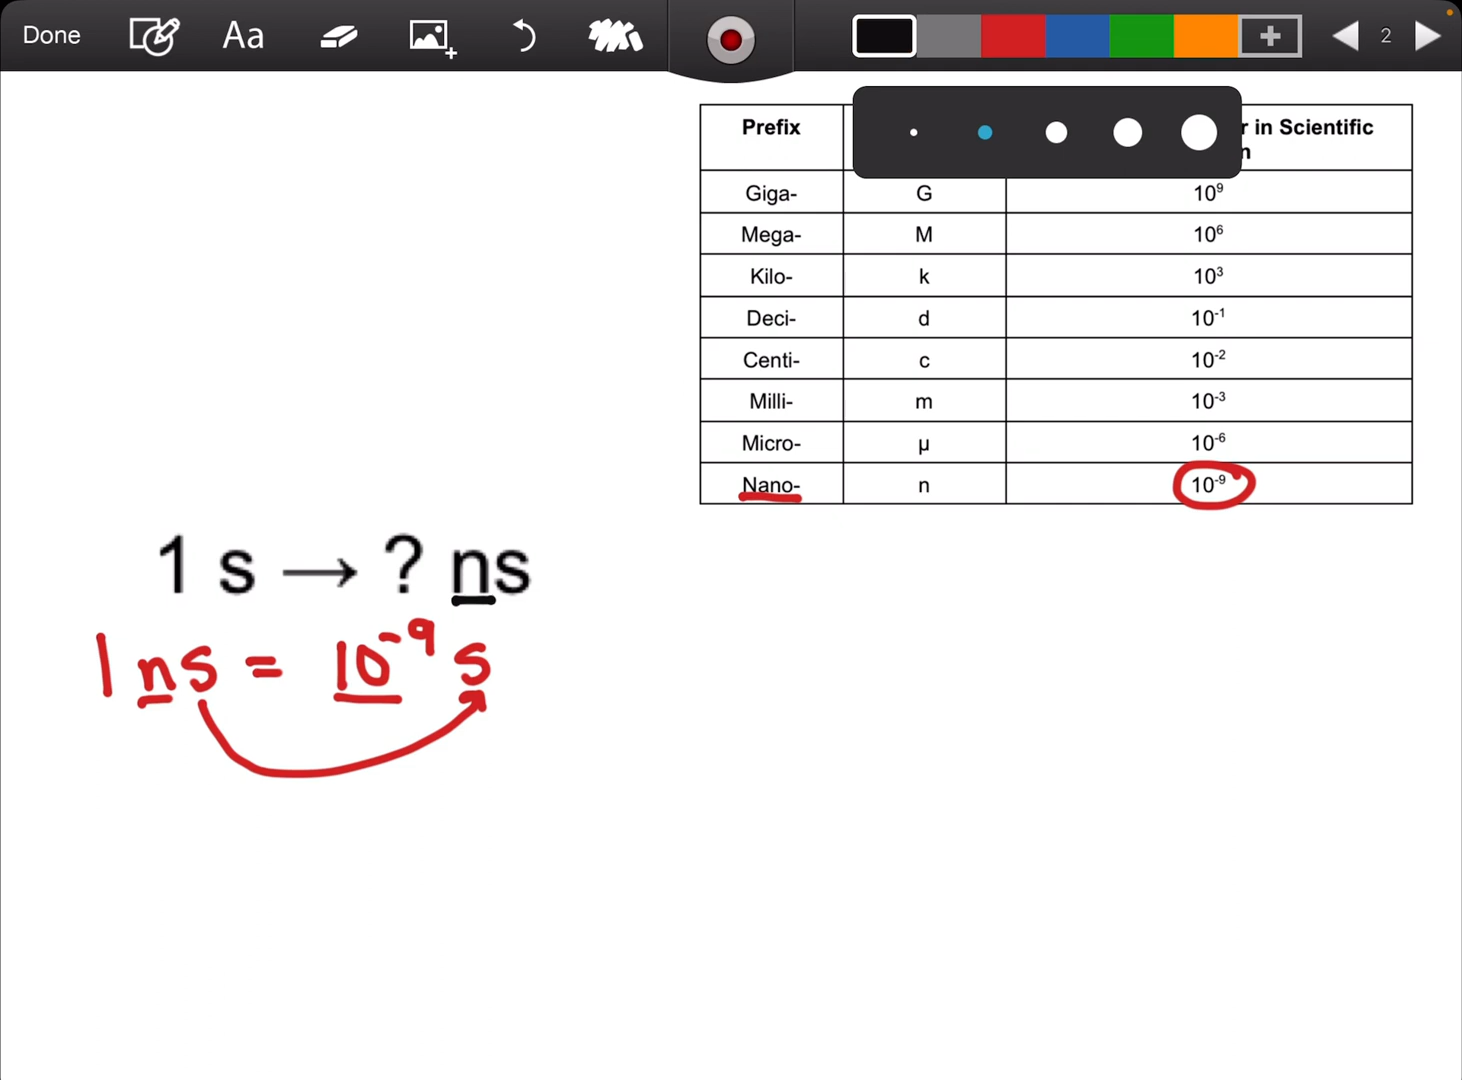 Done Aa 2
Prefix r in Scientific
n
Giga- G 10⁹
Mega- M 10⁶
Kilo- k 10³
Deci- d 10⁻¹
Centi- c 10⁻²
Milli- m 10⁻³
Micro- μ 10⁻⁶
Nano- n 10⁻⁹
1 s → ? ns
1 ns = 10⁻⁹ s